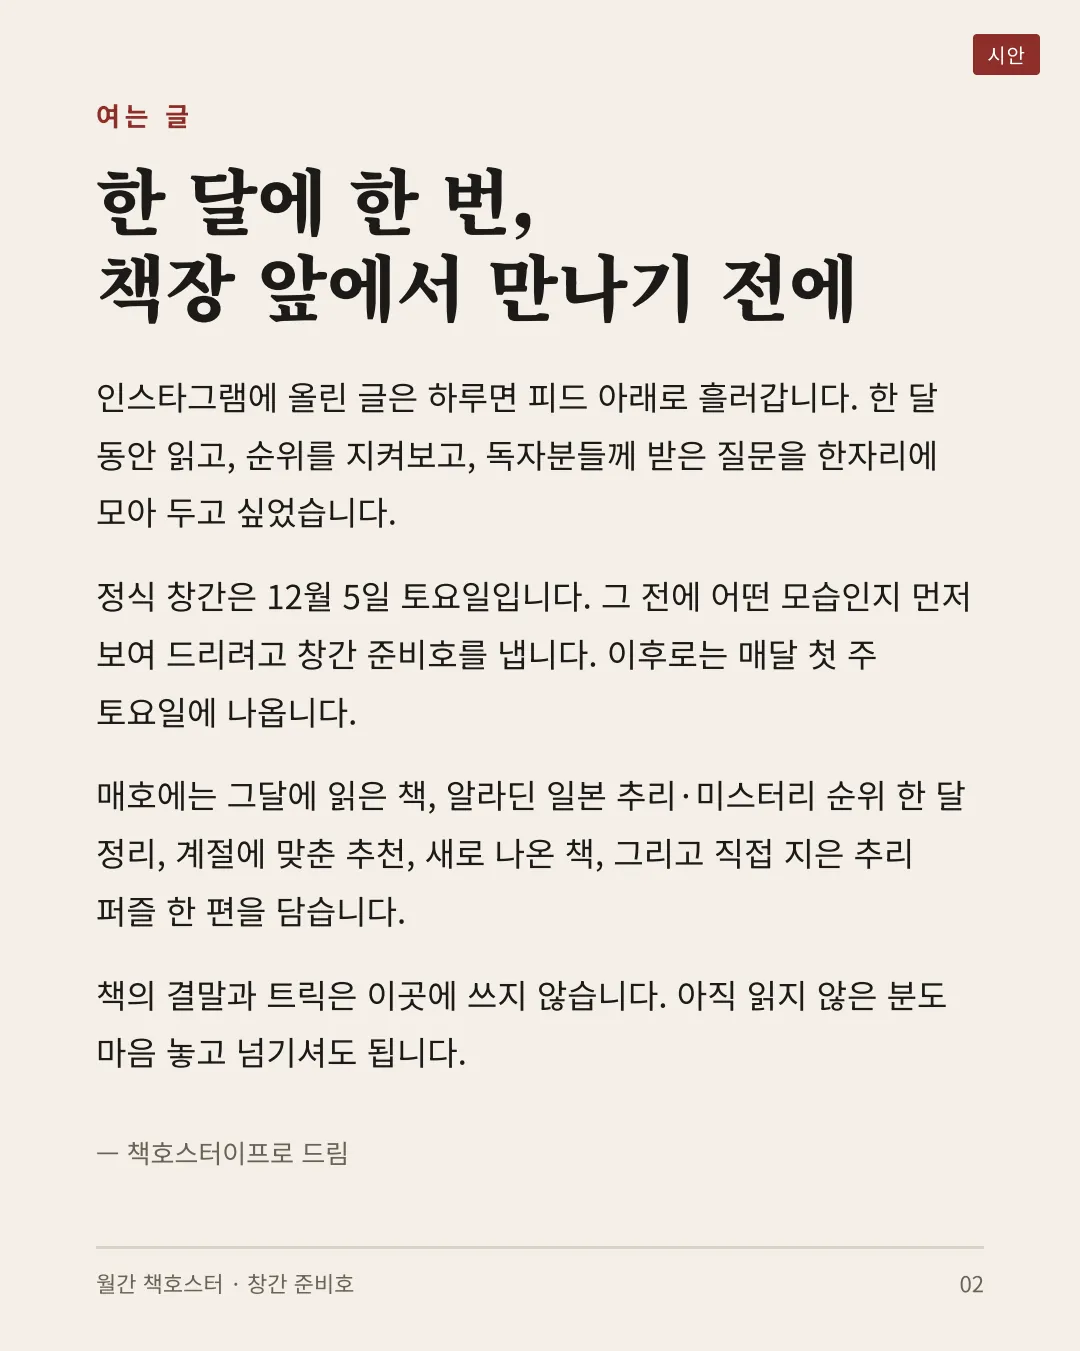 시안
여는 글
한 달에 한 번,
책장 앞에서 만나기 전에
인스타그램에 올린 글은 하루면 피드 아래로 흘러갑니다. 한 달
동안 읽고, 순위를 지켜보고, 독자분들께 받은 질문을 한자리에
모아 두고 싶었습니다.
정식 창간은 12월 5일 토요일입니다. 그 전에 어떤 모습인지 먼저
보여 드리려고 창간 준비호를 냅니다. 이후로는 매달 첫 주
토요일에 나옵니다.
매호에는 그달에 읽은 책, 알라딘 일본 추리·미스터리 순위 한 달
정리, 계절에 맞춘 추천, 새로 나온 책, 그리고 직접 지은 추리
퍼즐 한 편을 담습니다.
책의 결말과 트릭은 이곳에 쓰지 않습니다. 아직 읽지 않은 분도
마음 놓고 넘기셔도 됩니다.
— 책호스터이프로 드림
월간 책호스터 · 창간 준비호
02